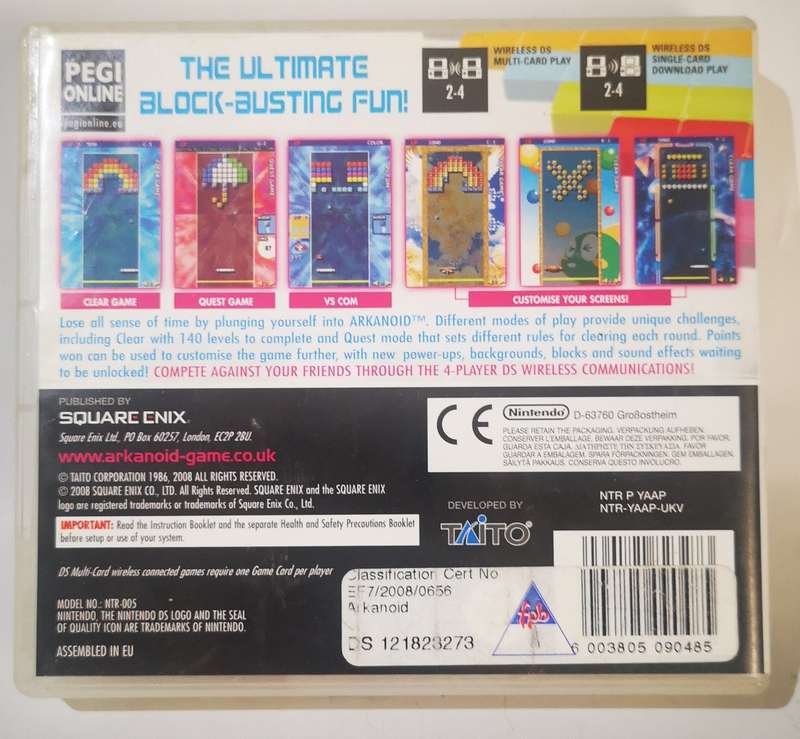 PEGI
ONLINE
pegionline.eu
THE ULTIMATE
BLOCK-BUSTING FUN!
2-4
WIRELESS DS
MULTI-CARD PLAY
2-4
WIRELESS DS
SINGLE-CARD
DOWNLOAD PLAY
CLEAR GAME
QUEST GAME
VS COM
CUSTOMISE YOUR SCREENS!
Lose all sense of time by plunging yourself into ARKANOID™. Different modes of play provide unique challenges,
including Clear with 140 levels to complete and Quest mode that sets different rules for clearing each round. Points
won can be used to customise the game further, with new power-ups, backgrounds, blocks and sound effects waiting
to be unlocked! COMPETE AGAINST YOUR FRIENDS THROUGH THE 4-PLAYER DS WIRELESS COMMUNICATIONS!
PUBLISHED BY
SQUARE ENIX.
Square Enix Ltd., PO Box 60257, London, EC2P 2BU.
www.arkanoid-game.co.uk
© TAITO CORPORATION 1986, 2008 ALL RIGHTS RESERVED.
© 2008 SQUARE ENIX CO., LTD. All Rights Reserved. SQUARE ENIX and the SQUARE ENIX
logo are registered trademarks or trademarks of Square Enix Co., Ltd.
IMPORTANT: Read the Instruction Booklet and the separate Health and Safety Precautions Booklet
before setup or use of your system.
DS Multi-Card wireless connected games require one Game Card per player
MODEL NO.: NTR-005
NINTENDO, THE NINTENDO DS LOGO AND THE SEAL
OF QUALITY ICON ARE TRADEMARKS OF NINTENDO.
ASSEMBLED IN EU
CE
Nintendo D-63760 Großostheim
PLEASE RETAIN THE PACKAGING. VERPACKUNG AUFHEBEN.
CONSERVER L'EMBALLAGE. BEWAAR DEZE VERPAKKING. POR FAVOR,
GUARDA ESTA CAJA. ΔΙΑΤΗΡΗΣΤΕ ΤΗ ΣΥΣΚΕΥΑΣΙΑ. POR FAVOR
GUARDAR A EMBALAGEM. SPARA FÖRPACKNINGEN. GEM EMBALLAGEN.
SÄILYTÄ PAKKAUS. CONSERVA QUESTO INVOLUCRO.
DEVELOPED BY
TAITO
NTR P YAAP
NTR-YAAP-UKV
Classification Cert No
EF7/2008/0656
Arkanoid
DS 121823273
fpb
6 003805 090485